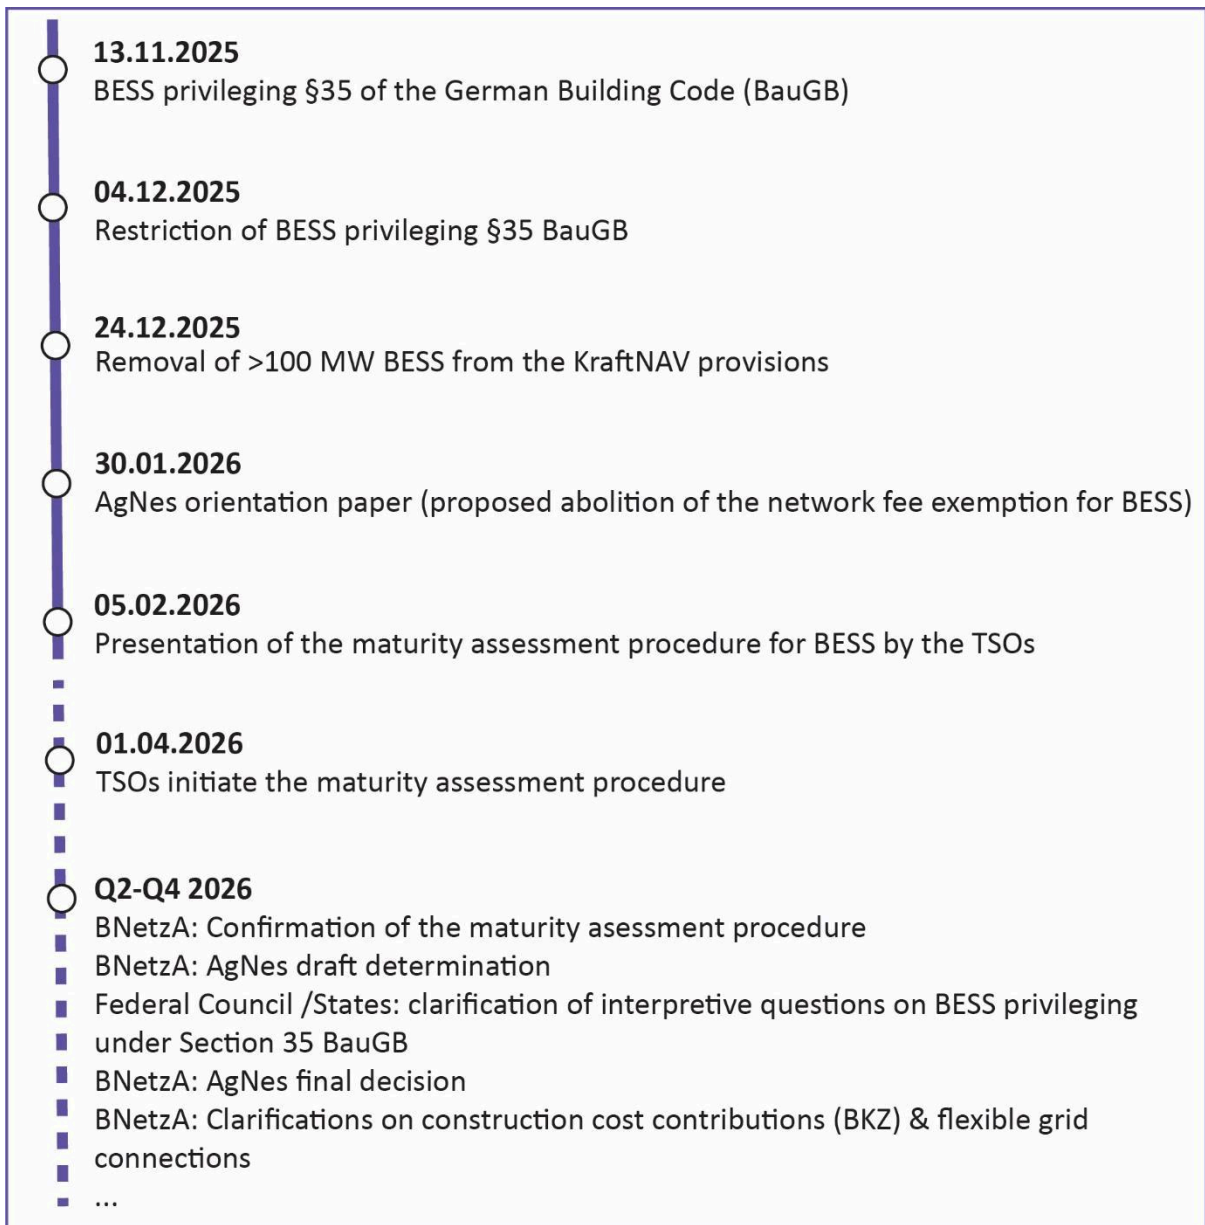 13.11.2025
BESS privileging §35 of the German Building Code (BauGB)
04.12.2025
Restriction of BESS privileging §35 BauGB
24.12.2025
Removal of >100 MW BESS from the KraftNAV provisions
30.01.2026
AgNes orientation paper (proposed abolition of the network fee exemption for BESS)
05.02.2026
Presentation of the maturity assessment procedure for BESS by the TSOs
01.04.2026
TSOs initiate the maturity assessment procedure
Q2-Q4 2026
BNetzA: Confirmation of the maturity asessment procedure
BNetzA: AgNes draft determination
Federal Council /States: clarification of interpretive questions on BESS privileging
under Section 35 BauGB
BNetzA: AgNes final decision
BNetzA: Clarifications on construction cost contributions (BKZ) & flexible grid
connections
...